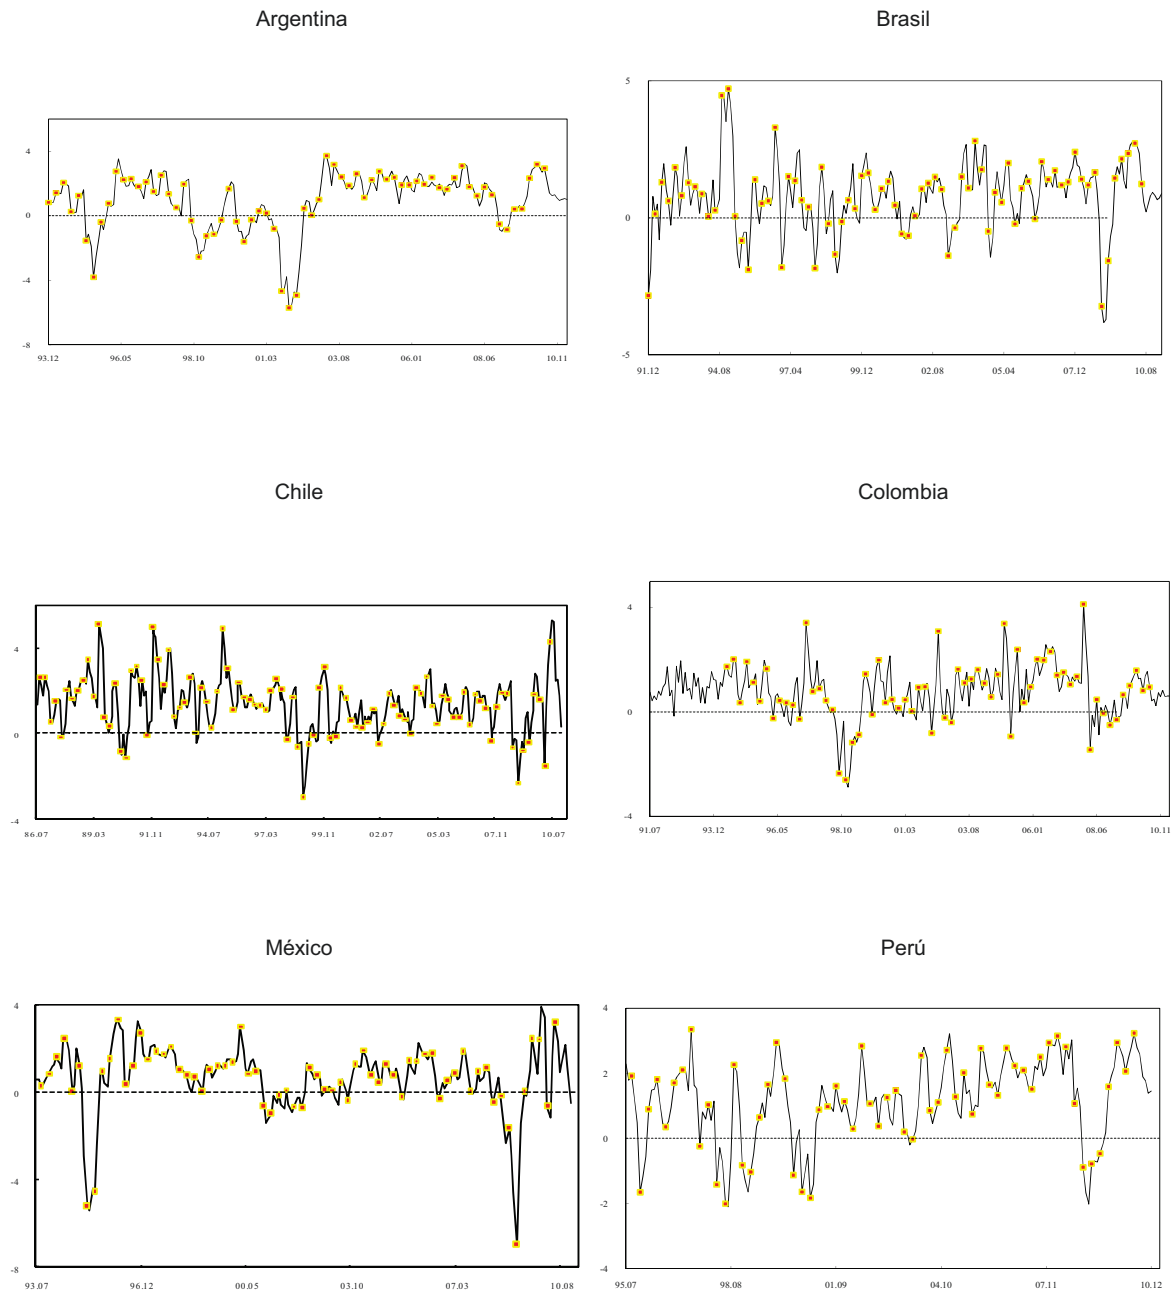 Argentina
4
0
-4
-8
93.12 96.05 98.10 01.03 03.08 06.01 08.06 10.11
Brasil
5
0
-5
91.12 94.08 97.04 99.12 02.08 05.04 07.12 10.08
Chile
4
0
-4
86.07 89.03 91.11 94.07 97.03 99.11 02.07 05.03 07.11 10.07
Colombia
4
0
-4
91.07 93.12 96.05 98.10 01.03 03.08 06.01 08.06 10.11
México
4
0
-4
-8
93.07 96.12 00.05 03.10 07.03 10.08
Perú
4
2
0
-2
-4
95.07 98.08 01.09 04.10 07.11 10.12